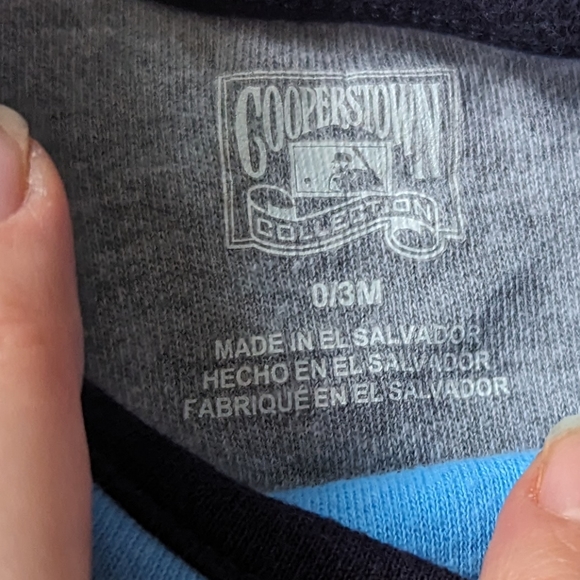 COOPERSTOWN
COLLECTION
0/3M
MADE IN EL SALVADOR
HECHO EN EL SALVADOR
FABRIQUÉ EN EL SALVADOR